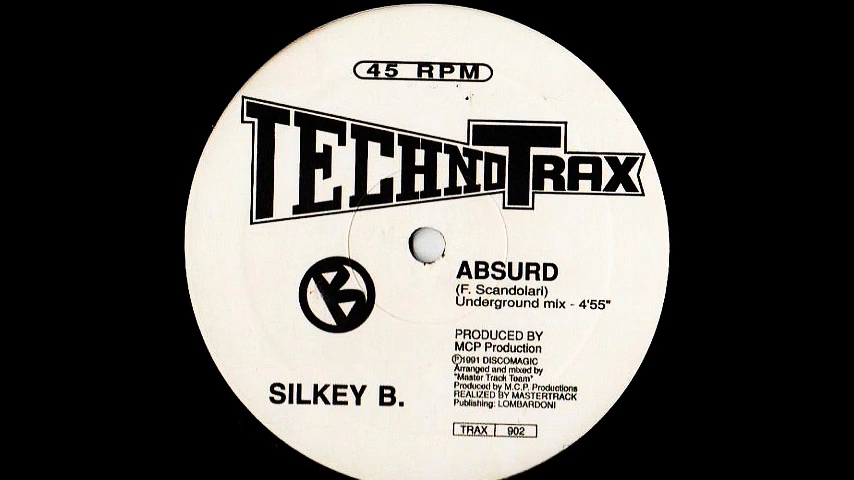 45 RPM
TECHNOTRAX
B
ABSURD
(F. Scandolari)
Underground mix - 4'55"
PRODUCED BY
MCP Production
℗1991 DISCOMAGIC
Arranged and mixed by
"Master Track Team"
Produced by M.C.P. Productions
REALIZED BY MASTERTRACK
Publishing: LOMBARDONI
SILKEY B.
TRAX 902